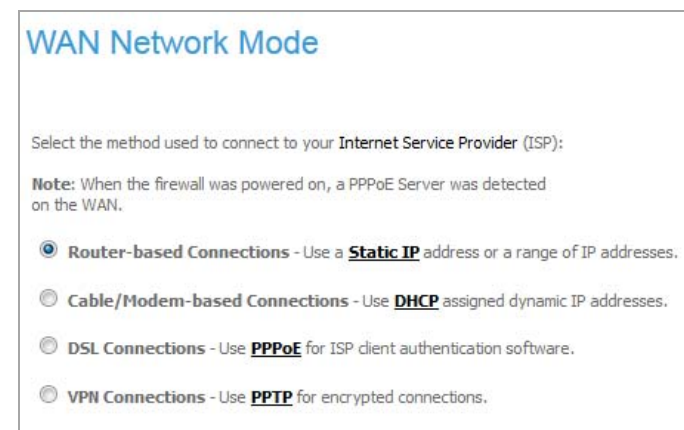 WAN Network Mode
Select the method used to connect to your Internet Service Provider (ISP):
Note: When the firewall was powered on, a PPPoE Server was detected
on the WAN.
Router-based Connections - Use a Static IP address or a range of IP addresses.
Cable/Modem-based Connections - Use DHCP assigned dynamic IP addresses.
DSL Connections - Use PPPoE for ISP client authentication software.
VPN Connections - Use PPTP for encrypted connections.